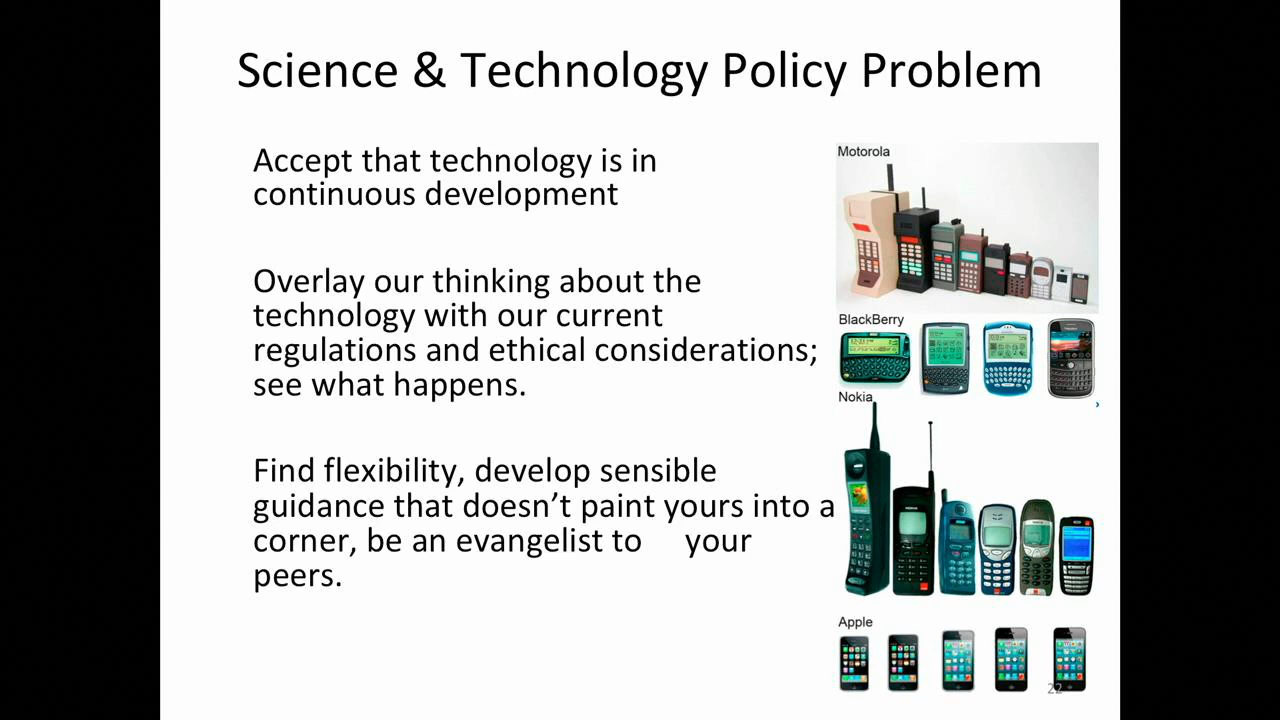 Science & Technology Policy Problem
Accept that technology is in
continuous development
Overlay our thinking about the
technology with our current
regulations and ethical considerations;
see what happens.
Find flexibility, develop sensible
guidance that doesn’t paint yours into a
corner, be an evangelist to your
peers.
Motorola
BlackBerry
Nokia
Apple
22